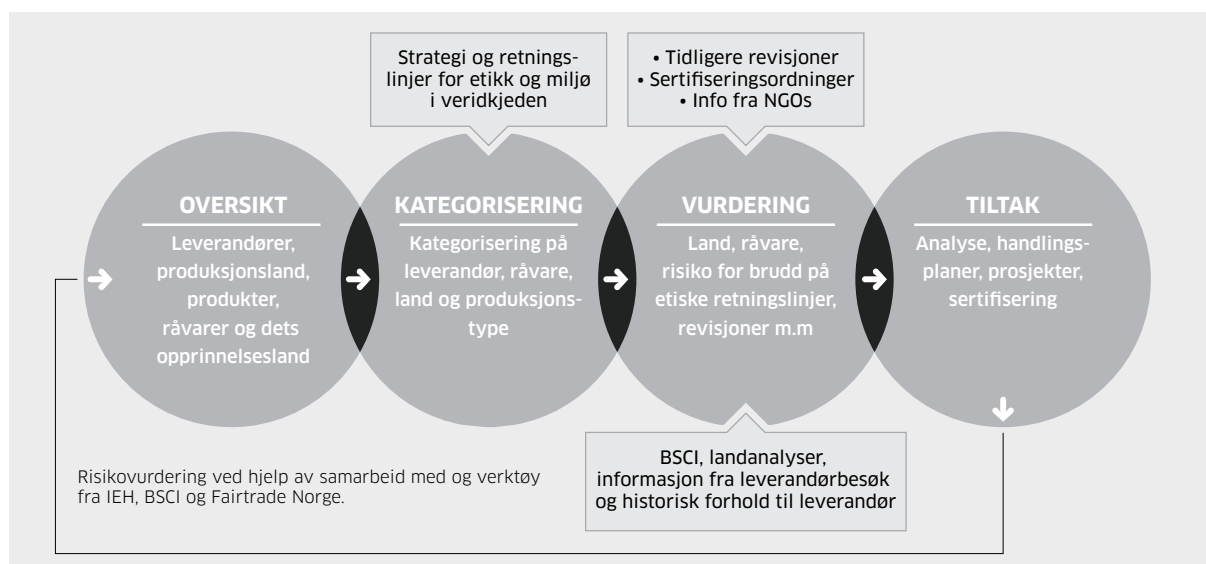 Strategi og retnings-
linjer for etikk og miljø
i veridkjeden
• Tidligere revisjoner
• Sertifiseringsordninger
• Info fra NGOs
OVERSIKT
Leverandører,
produksjonsland,
produkter,
råvarer og dets
opprinnelsesland
KATEGORISERING
Kategorisering på
leverandør, råvare,
land og produksjons-
type
VURDERING
Land, råvare,
risiko for brudd på
etiske retningslinjer,
revisjoner m.m
TILTAK
Analyse, handlings-
planer, prosjekter,
sertifisering
BSCI, landanalyser,
informasjon fra leverandørbesøk
og historisk forhold til leverandør
Risikovurdering ved hjelp av samarbeid med og verktøy
fra IEH, BSCI og Fairtrade Norge.